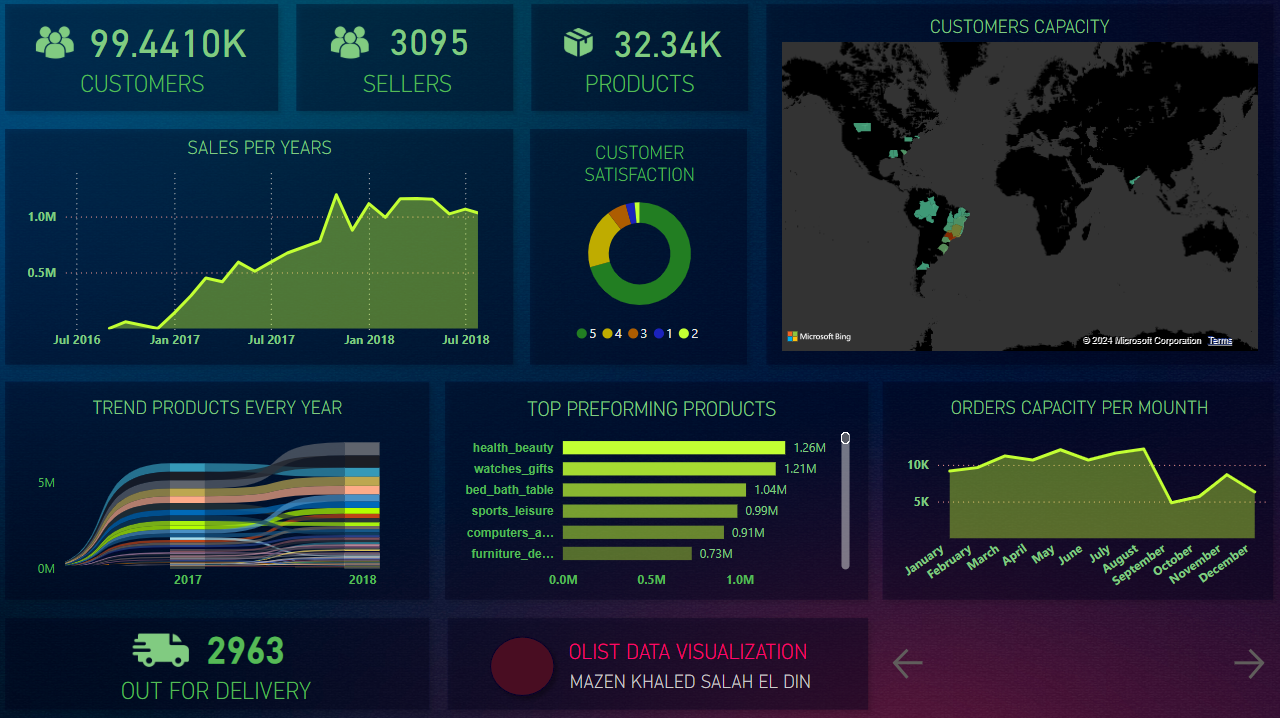 99.4410K
CUSTOMERS
3095
SELLERS
32.34K
PRODUCTS
CUSTOMERS CAPACITY
Microsoft Bing
© 2024 Microsoft Corporation Terms
SALES PER YEARS
1.0M
0.5M
Jul 2016 Jan 2017 Jul 2017 Jan 2018 Jul 2018
CUSTOMER
SATISFACTION
5 4 3 1 2
TREND PRODUCTS EVERY YEAR
5M
0M
2017 2018
TOP PREFORMING PRODUCTS
health_beauty 1.26M
watches_gifts 1.21M
bed_bath_table 1.04M
sports_leisure 0.99M
computers_a... 0.91M
furniture_de... 0.73M
0.0M 0.5M 1.0M
ORDERS CAPACITY PER MOUNTH
10K
5K
January February March April May June July August September October November December
2963
OUT FOR DELIVERY
OLIST DATA VISUALIZATION
MAZEN KHALED SALAH EL DIN